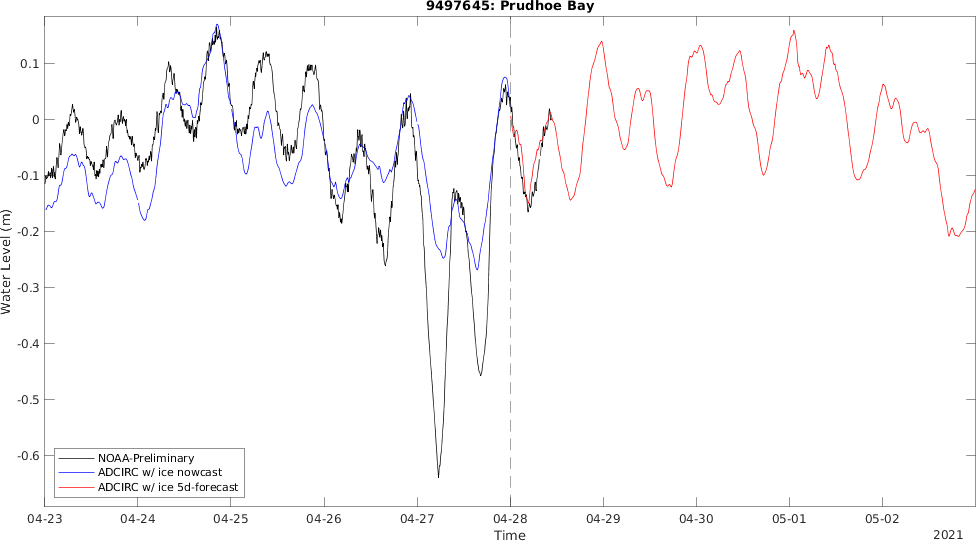 9497645: Prudhoe Bay
0.1
0
-0.1
-0.2
-0.3
-0.4
-0.5
-0.6
Water Level (m)
NOAA-Preliminary
ADCIRC w/ ice nowcast
ADCIRC w/ ice 5d-forecast
04-23 04-24 04-25 04-26 04-27 04-28 04-29 04-30 05-01 05-02
Time
2021